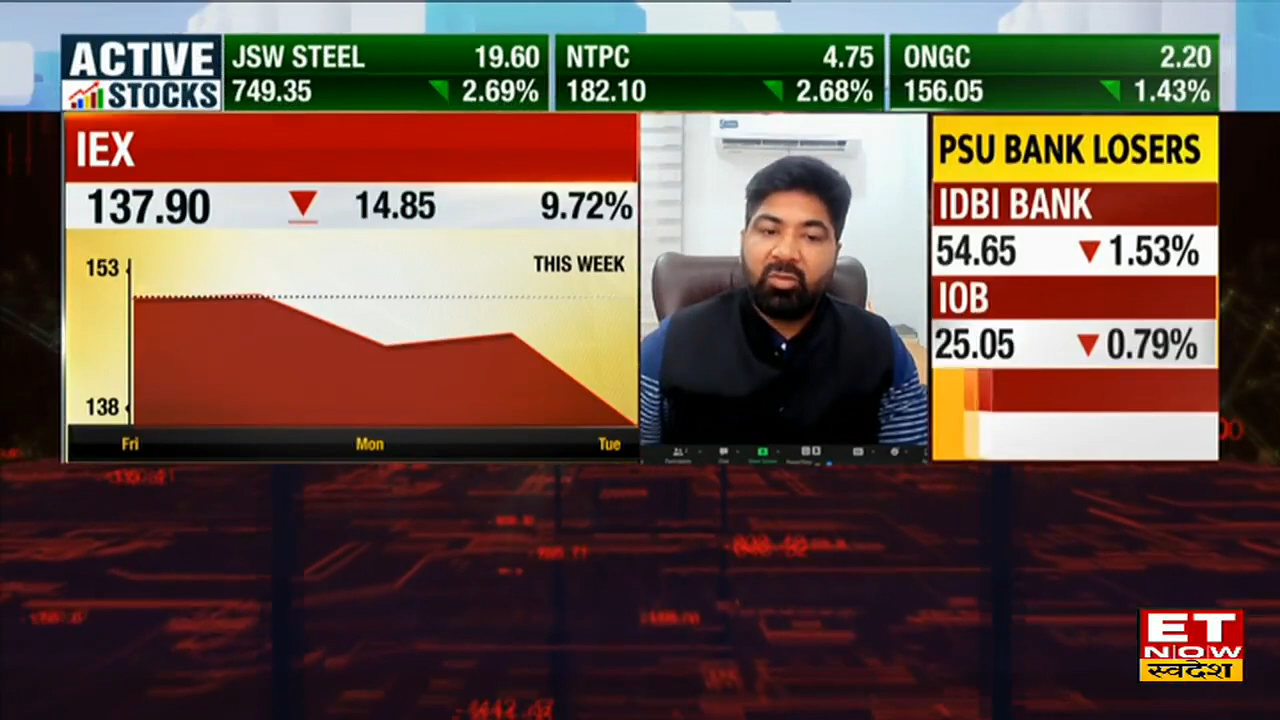 ACTIVE
STOCKS
JSW STEEL 19.60
749.35 2.69%
NTPC 4.75
182.10 2.68%
ONGC 2.20
156.05 1.43%
IEX
137.90 14.85 9.72%
THIS WEEK
153
138
Fri Mon Tue
PSU BANK LOSERS
IDBI BANK
54.65 1.53%
IOB
25.05 0.79%
ET
NOW
स्वदेश